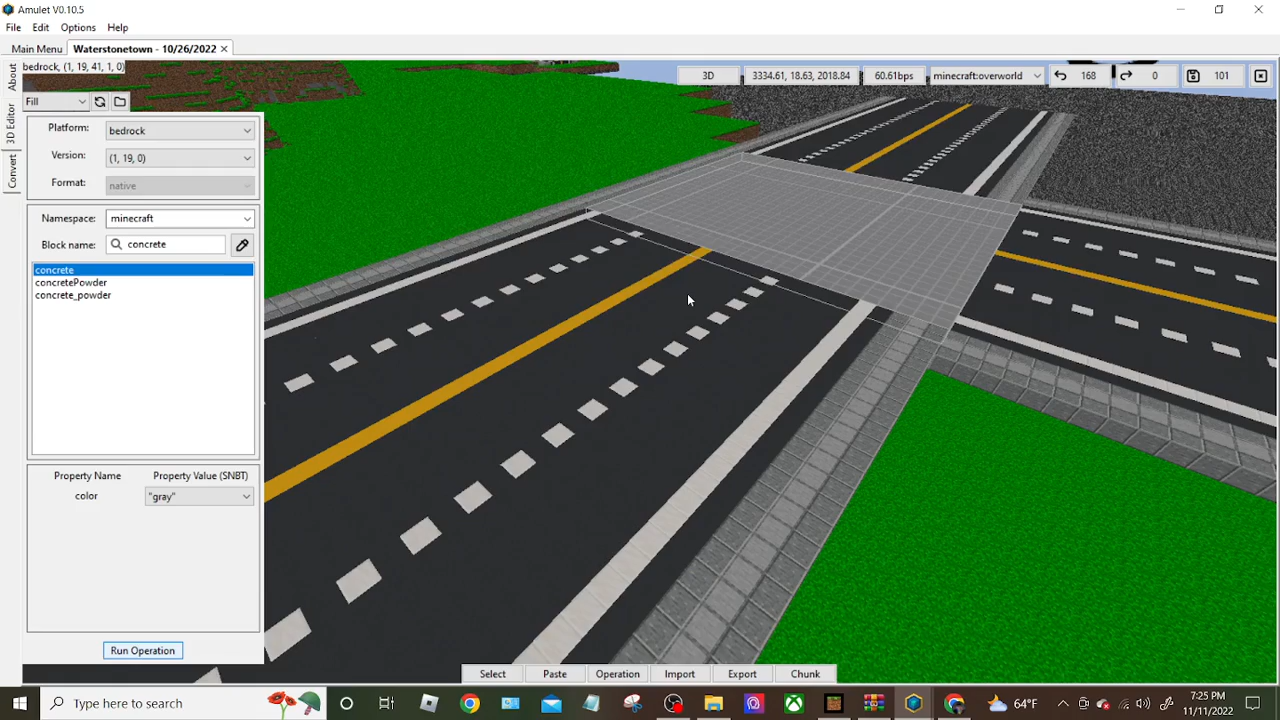 Amulet V0.10.5
File Edit Options Help
Main Menu Waterstonetown - 10/26/2022
bedrock, (1, 19, 41, 1, 0)
3D 3334.61, 18.63, 2018.84 60.61bps minecraft:overworld 168 0 101
About
3D Editor
Convert
Fill
Platform: bedrock
Version: (1, 19, 0)
Format: native
Namespace: minecraft
Block name: concrete
concrete
concretePowder
concrete_powder
Property Name Property Value (SNBT)
color "gray"
Run Operation
Select Paste Operation Import Export Chunk
Type here to search
64°F
7:25 PM
11/11/2022